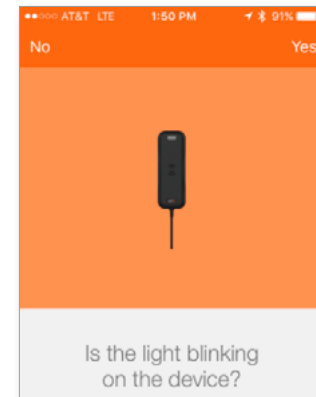 AT&T LTE 1:50 PM 91%
No Yes
Is the light blinking
on the device?